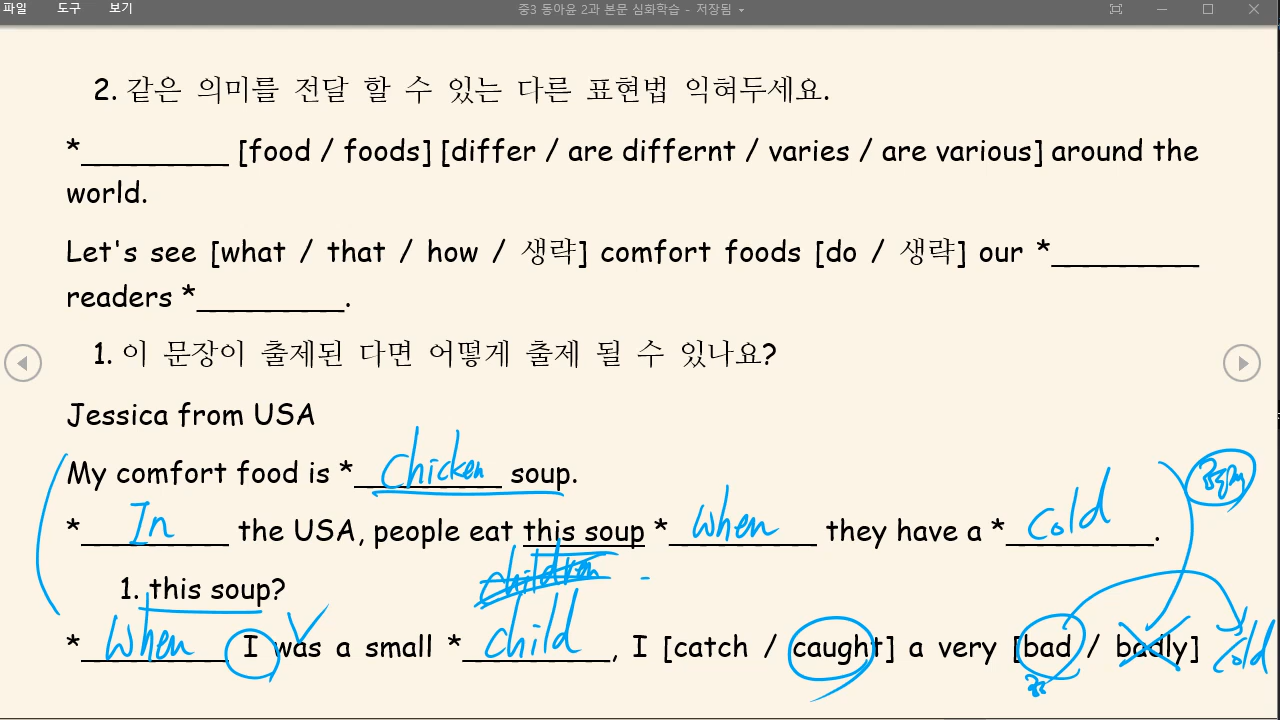 파일 도구 보기 중3 동아윤 2과 본문 심화학습 - 저장됨
2. 같은 의미를 전달 할 수 있는 다른 표현법 익혀두세요.
*_________ [food / foods] [differ / are differnt / varies / are various] around the
world.
Let's see [what / that / how / 생략] comfort foods [do / 생략] our *_________
readers *_________.
1. 이 문장이 출제된 다면 어떻게 출제 될 수 있나요?
Jessica from USA
My comfort food is * Chicken soup.
* In the USA, people eat this soup * when they have a * cold.
children
1. this soup?
* When I was a small * child, I [catch / caught] a very [bad / badly] cold